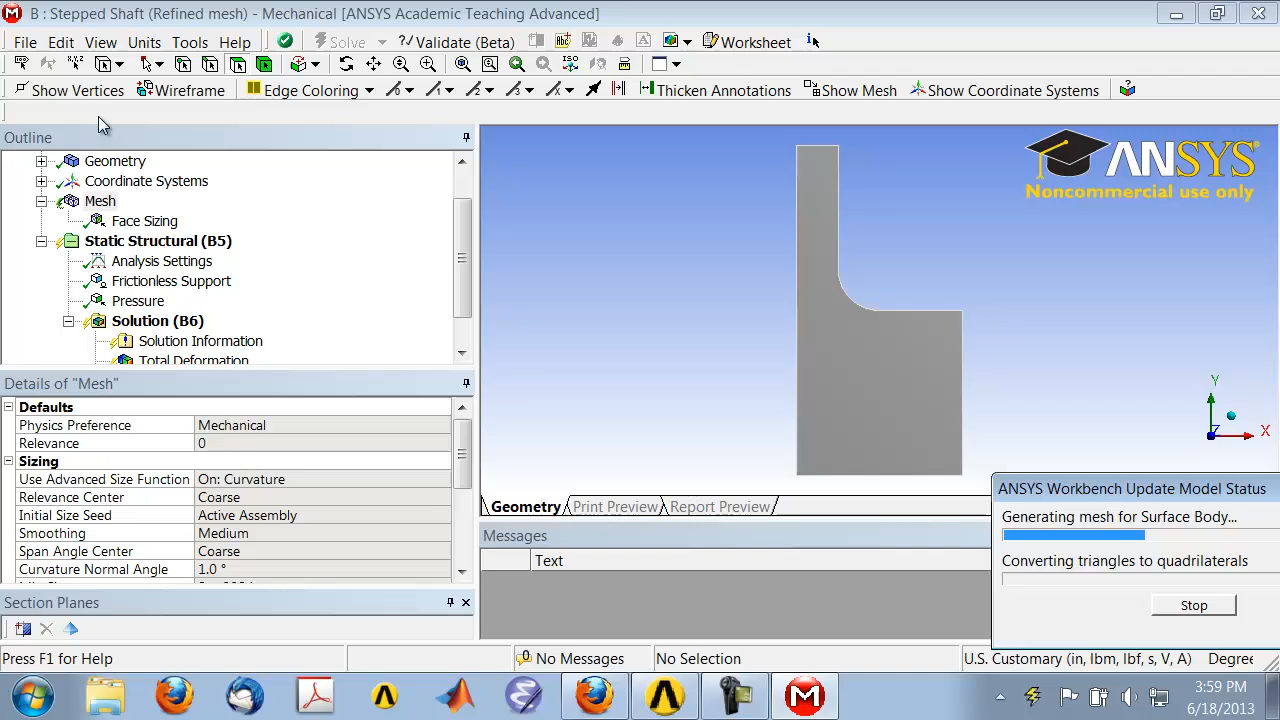 B : Stepped Shaft (Refined mesh) - Mechanical [ANSYS Academic Teaching Advanced]
File Edit View Units Tools Help Solve ?/Validate (Beta) Worksheet
Show Vertices Wireframe Edge Coloring Thicken Annotations Show Mesh Show Coordinate Systems
Outline
Geometry
Coordinate Systems
Mesh
Face Sizing
Static Structural (B5)
Analysis Settings
Frictionless Support
Pressure
Solution (B6)
Solution Information
Total Deformation
Details of "Mesh"
Defaults
Physics Preference Mechanical
Relevance 0
Sizing
Use Advanced Size Function On: Curvature
Relevance Center Coarse
Initial Size Seed Active Assembly
Smoothing Medium
Span Angle Center Coarse
Curvature Normal Angle 1.0 °
Section Planes
ANSYS
Noncommercial use only
Y
X
Z
Geometry Print Preview Report Preview
Messages
Text
ANSYS Workbench Update Model Status
Generating mesh for Surface Body...
Converting triangles to quadrilaterals
Stop
Press F1 for Help No Messages No Selection U.S. Customary (in, lbm, lbf, s, V, A) Degree
3:59 PM
6/18/2013